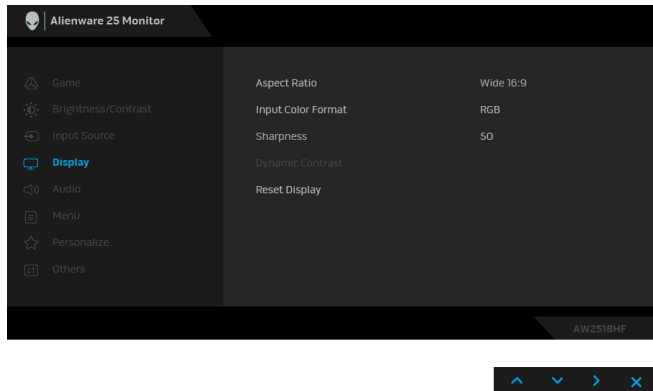 Alienware 25 Monitor
Game
Brightness/Contrast
Input Source
Display
Audio
Menu
Personalize
Others
Aspect Ratio Wide 16:9
Input Color Format RGB
Sharpness 50
Dynamic Contrast
Reset Display
AW2518HF